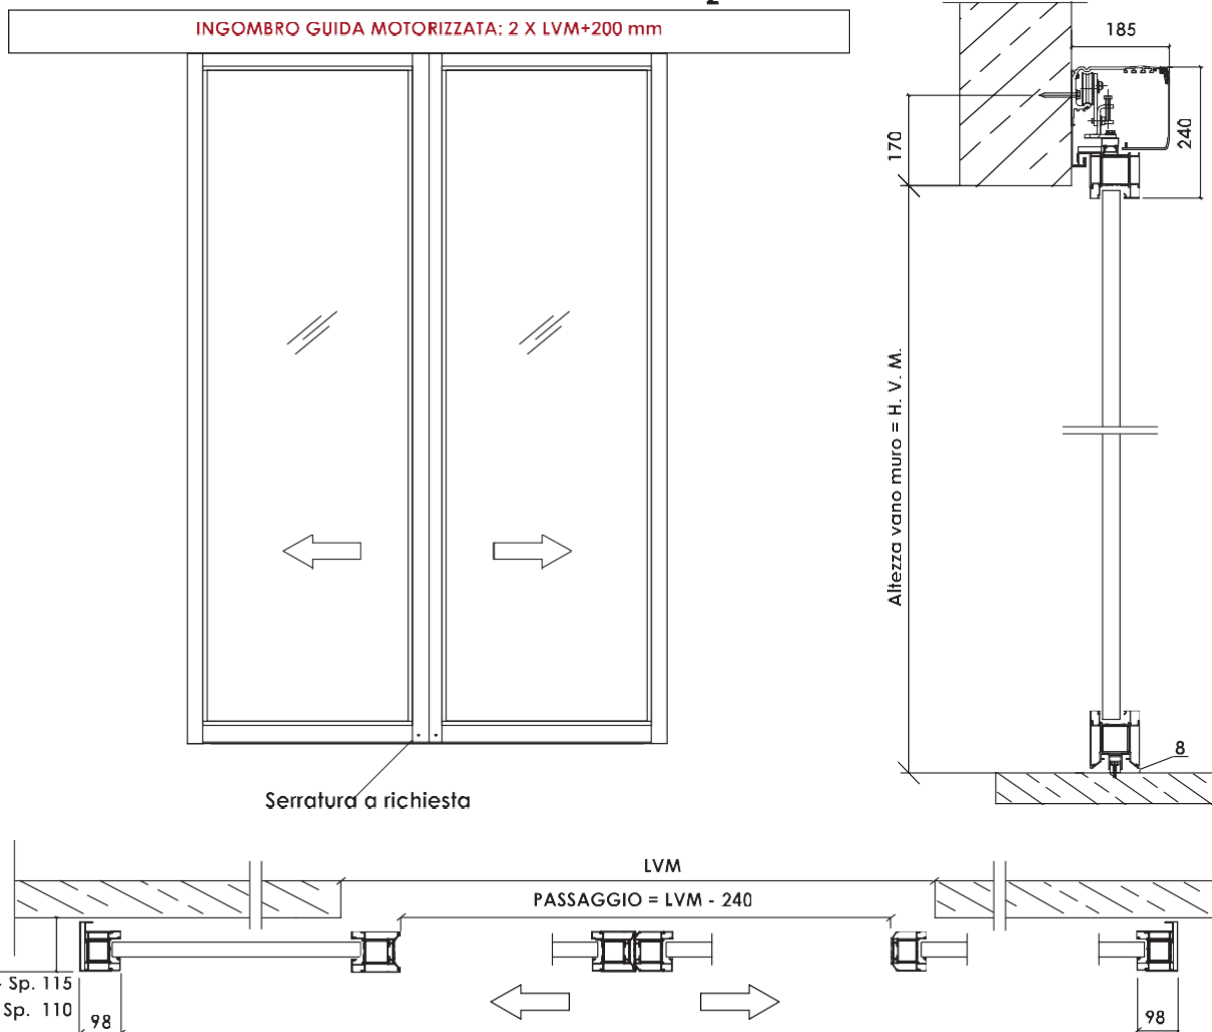 INGOMBRO GUIDA MOTORIZZATA: 2 X LVM+200 mm
185
170
240
Altezza vano muro = H. V. M.
8
Serratura a richiesta
LVM
PASSAGGIO = LVM - 240
Sp. 115
Sp. 110
98
98